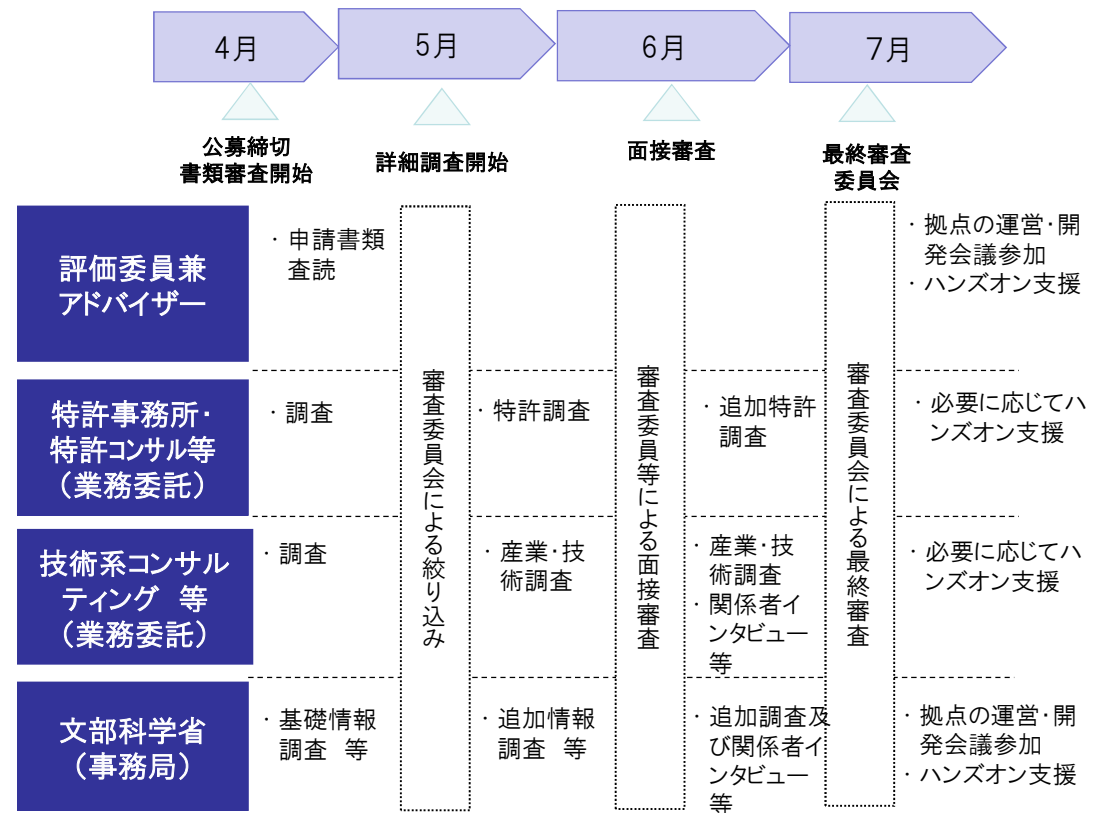 4月
5月
6月
7月
公募締切
書類審査開始
詳細調査開始
面接審査
最終審査
委員会
評価委員兼
アドバイザー
・申請書類
査読
・拠点の運営・開
発会議参加
・ハンズオン支援
審査委員会による絞り込み
審査委員等による面接審査
審査委員会による最終審査
特許事務所・
特許コンサル等
（業務委託）
・調査
・特許調査
・追加特許
調査
・必要に応じてハ
ンズオン支援
技術系コンサル
ティング 等
（業務委託）
・調査
・産業・技
術調査
・産業・技
術調査
・関係者イ
ンタビュー
等
・必要に応じてハ
ンズオン支援
文部科学省
（事務局）
・基礎情報
調査 等
・追加情報
調査 等
・追加調査及
び関係者イ
ンタビュー
等
・拠点の運営・開
発会議参加
・ハンズオン支援